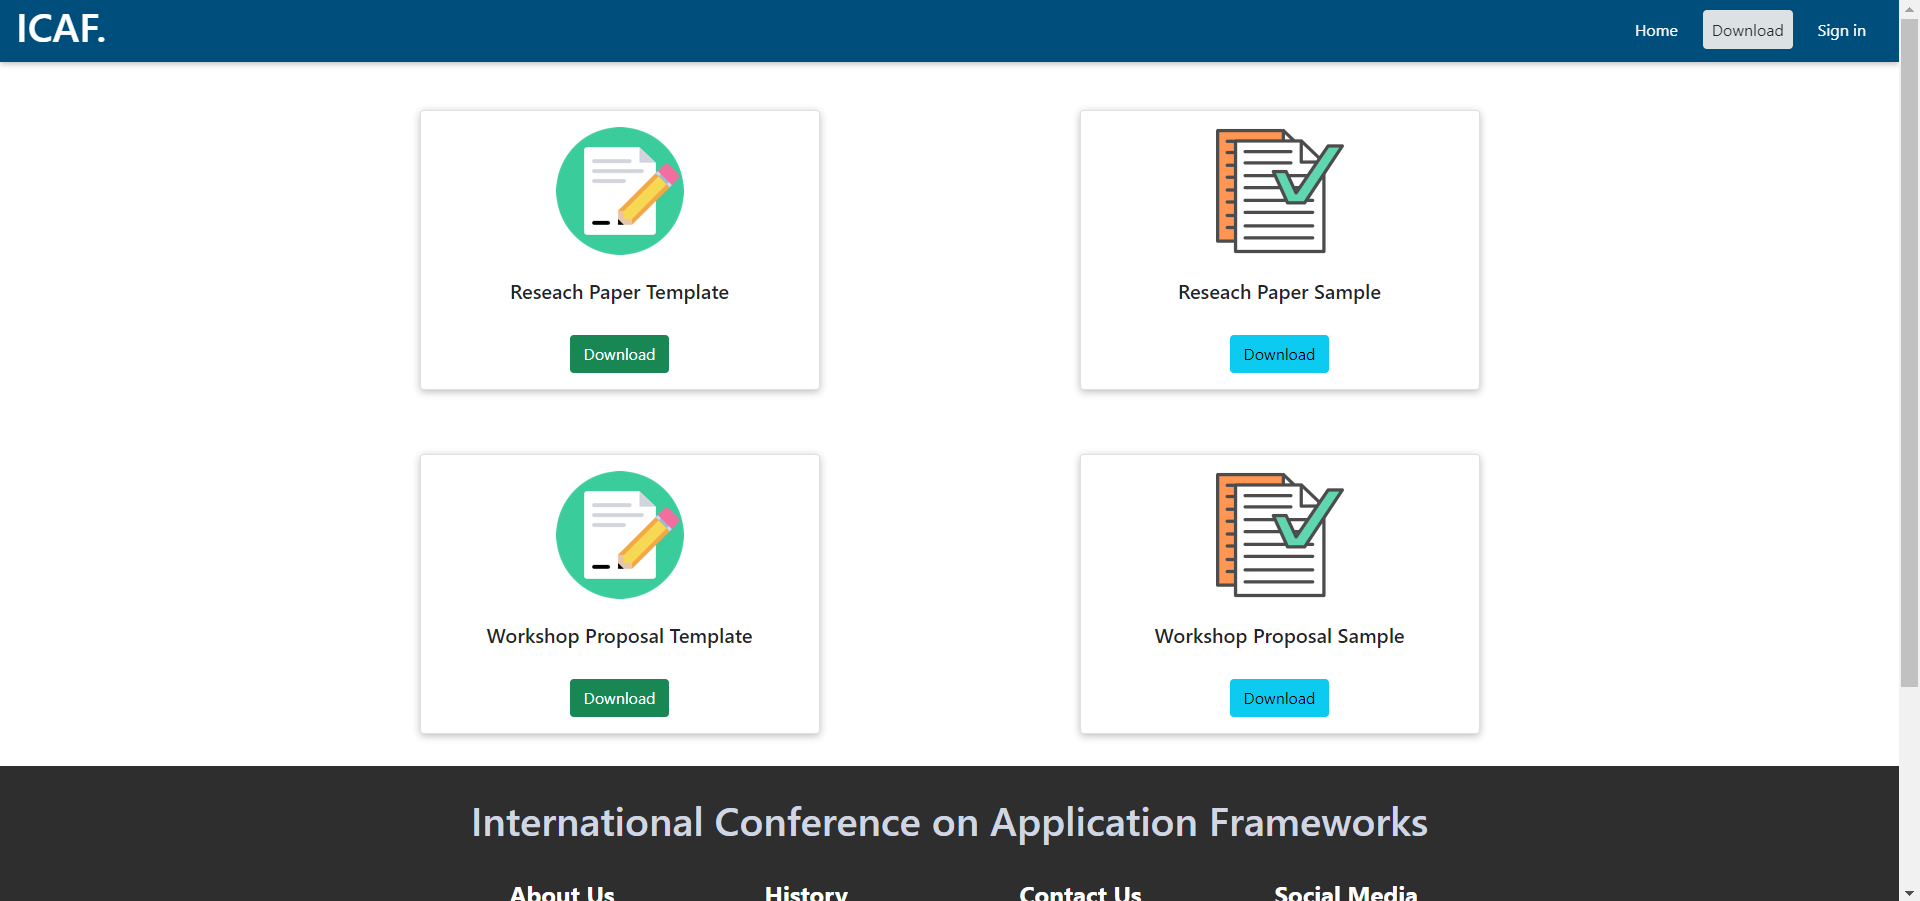 ICAF.
Home
Download
Sign in
Reseach Paper Template
Download
Reseach Paper Sample
Download
Workshop Proposal Template
Download
Workshop Proposal Sample
Download
International Conference on Application Frameworks
About Us
History
Contact Us
Social Media